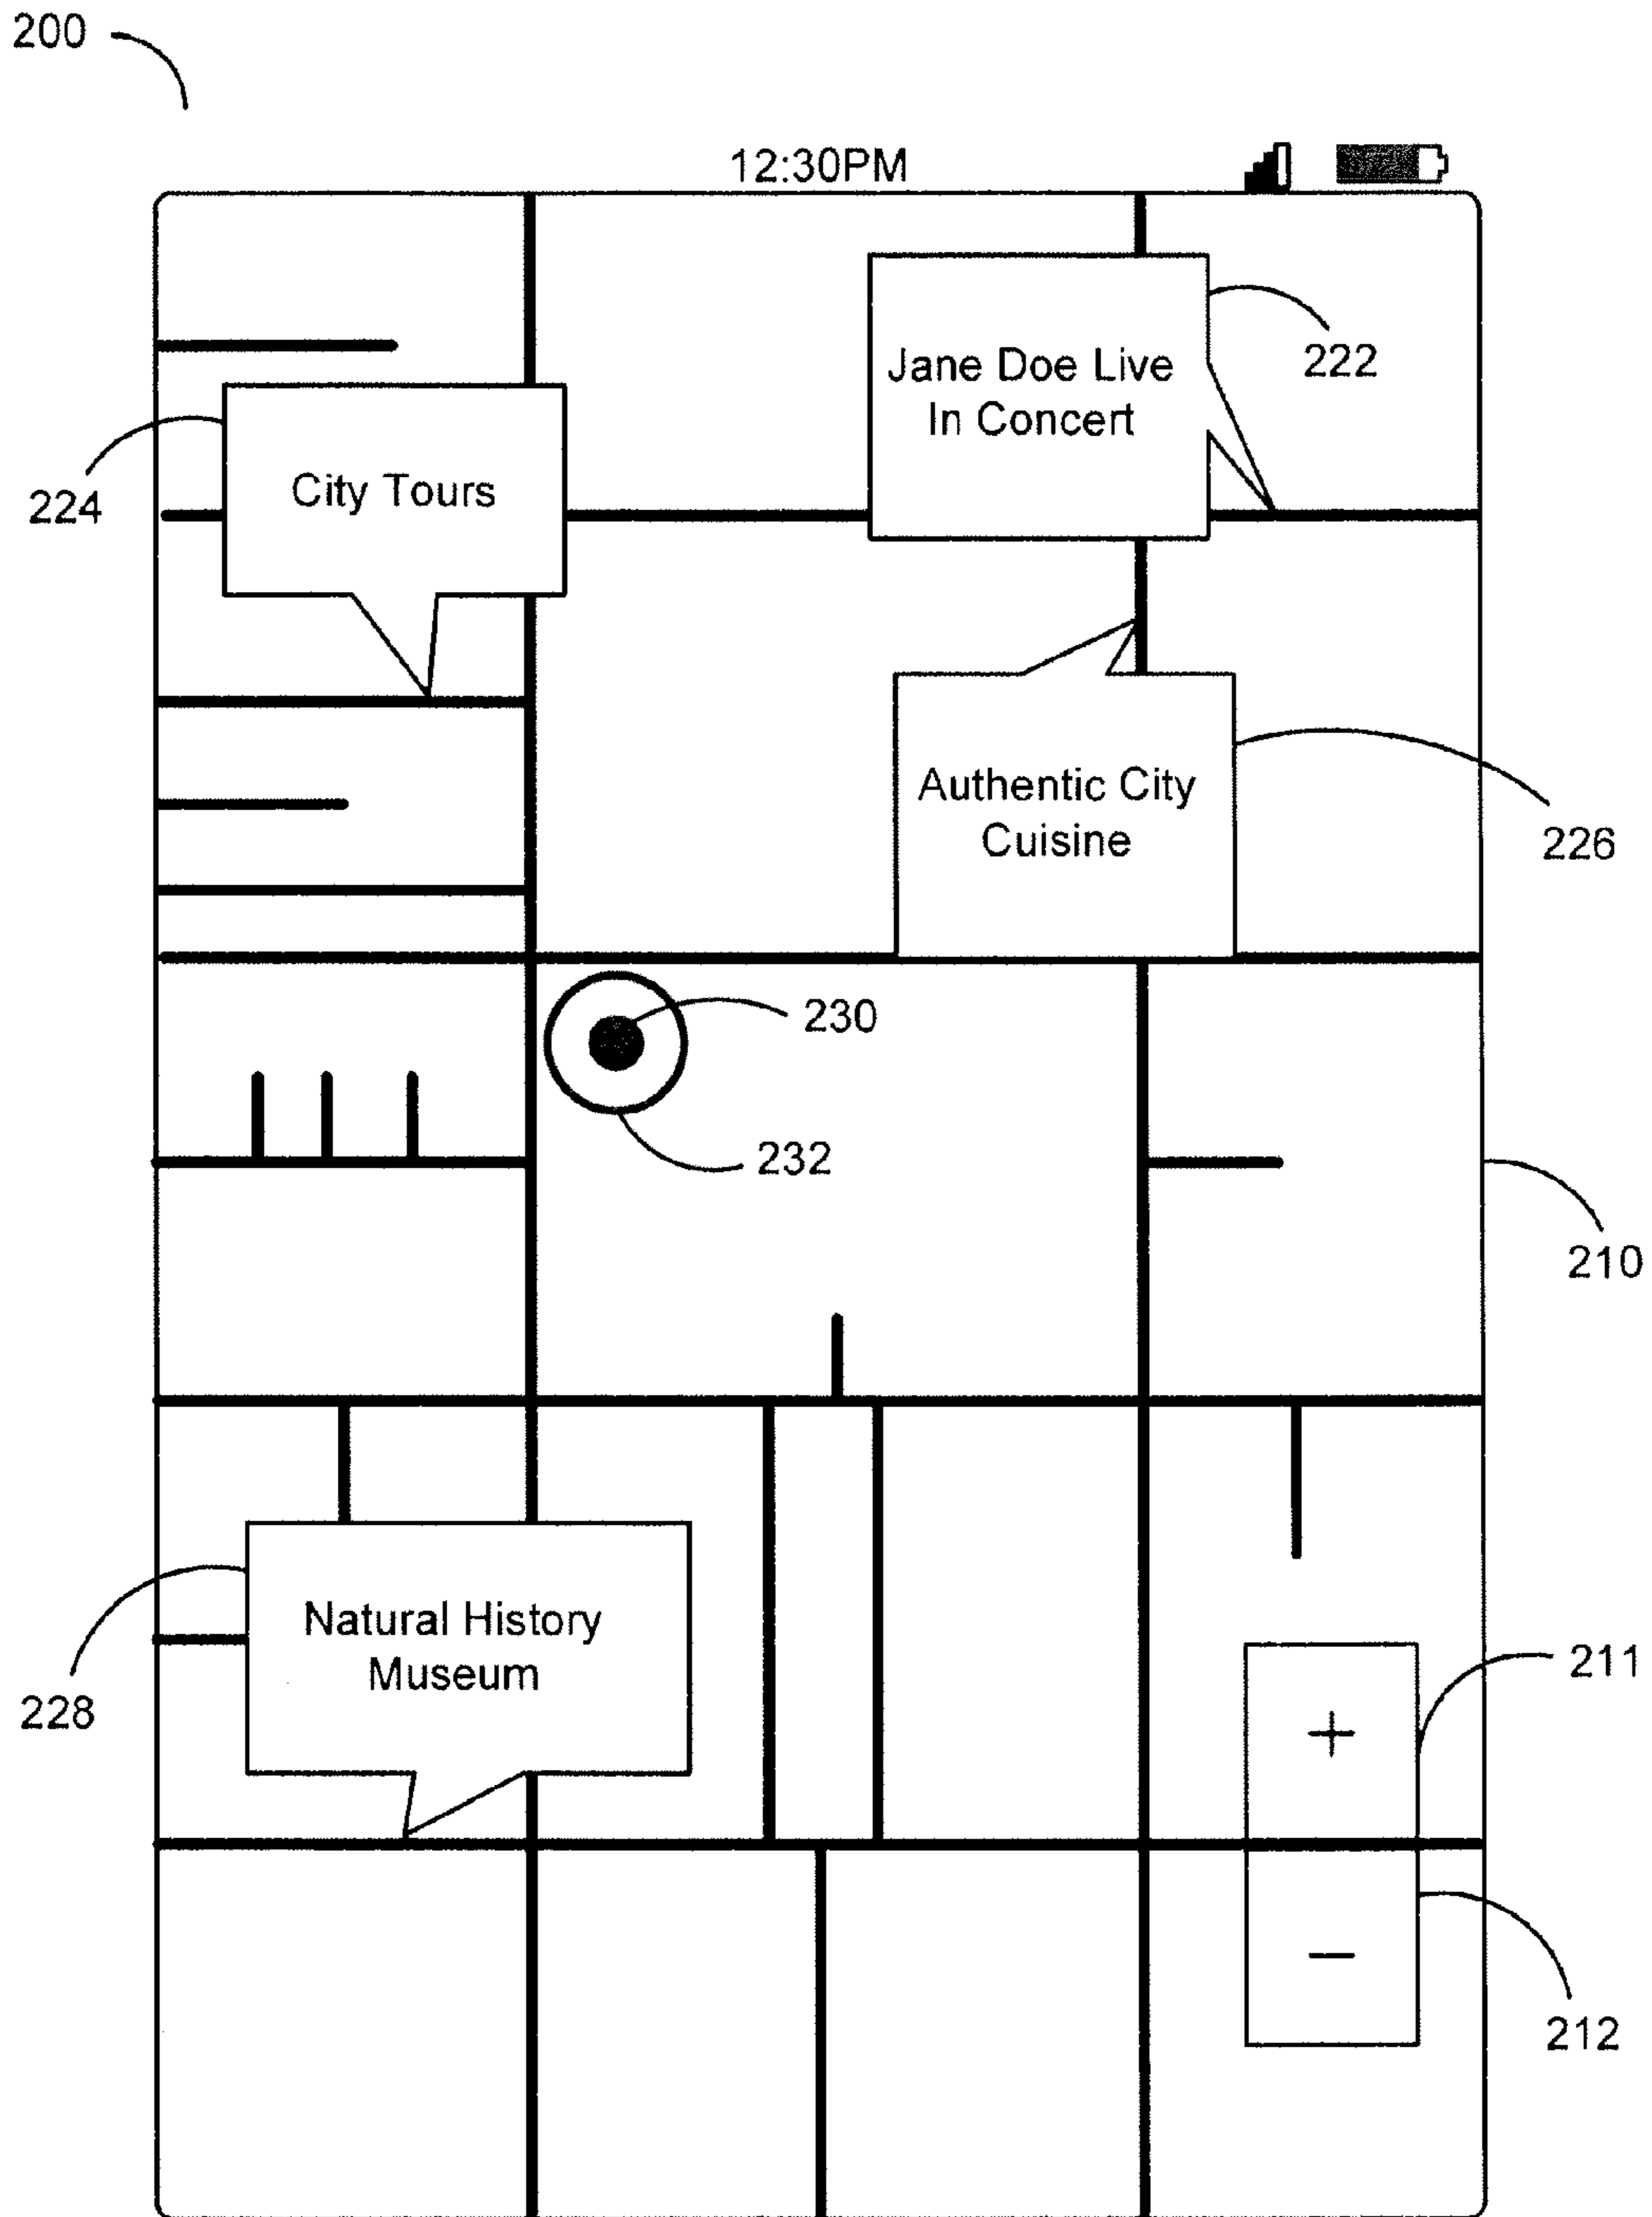 200
12:30PM
Jane Doe Live
In Concert
222
City Tours
224
Authentic City
Cuisine
226
230
232
210
Natural History
Museum
228
211
+
−
212